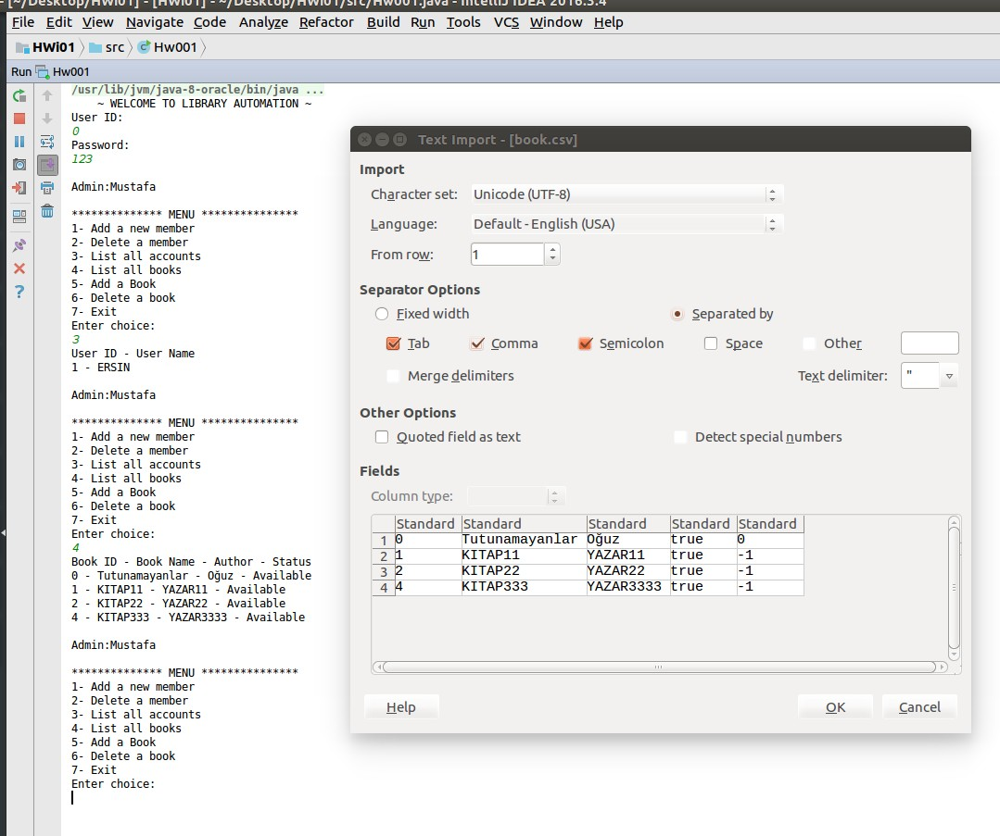 - [~/Desktop/HWi01] - [HWi01] - ~/Desktop/HWi01/src/Hw001.java - IntelliJ IDEA 2016.3.4
File Edit View Navigate Code Analyze Refactor Build Run Tools VCS Window Help
HWi01 src Hw001
Run Hw001
/usr/lib/jvm/java-8-oracle/bin/java ...
~ WELCOME TO LIBRARY AUTOMATION ~
User ID:
0
Password:
123
Admin:Mustafa
************** MENU ***************
1- Add a new member
2- Delete a member
3- List all accounts
4- List all books
5- Add a Book
6- Delete a book
7- Exit
Enter choice:
3
User ID - User Name
1 - ERSIN
Admin:Mustafa
************** MENU ***************
1- Add a new member
2- Delete a member
3- List all accounts
4- List all books
5- Add a Book
6- Delete a book
7- Exit
Enter choice:
4
Book ID - Book Name - Author - Status
0 - Tutunamayanlar - Oğuz - Available
1 - KITAP11 - YAZAR11 - Available
2 - KITAP22 - YAZAR22 - Available
4 - KITAP333 - YAZAR3333 - Available
Admin:Mustafa
************** MENU ***************
1- Add a new member
2- Delete a member
3- List all accounts
4- List all books
5- Add a Book
6- Delete a book
7- Exit
Enter choice:
Text Import - [book.csv]
Import
Character set: Unicode (UTF-8)
Language: Default - English (USA)
From row: 1
Separator Options
Fixed width Separated by
Tab Comma Semicolon Space Other
Merge delimiters Text delimiter: "
Other Options
Quoted field as text Detect special numbers
Fields
Column type:
Standard Standard Standard Standard Standard
1 0 Tutunamayanlar Oğuz true 0
2 1 KITAP11 YAZAR11 true -1
3 2 KITAP22 YAZAR22 true -1
4 4 KITAP333 YAZAR3333 true -1
Help OK Cancel